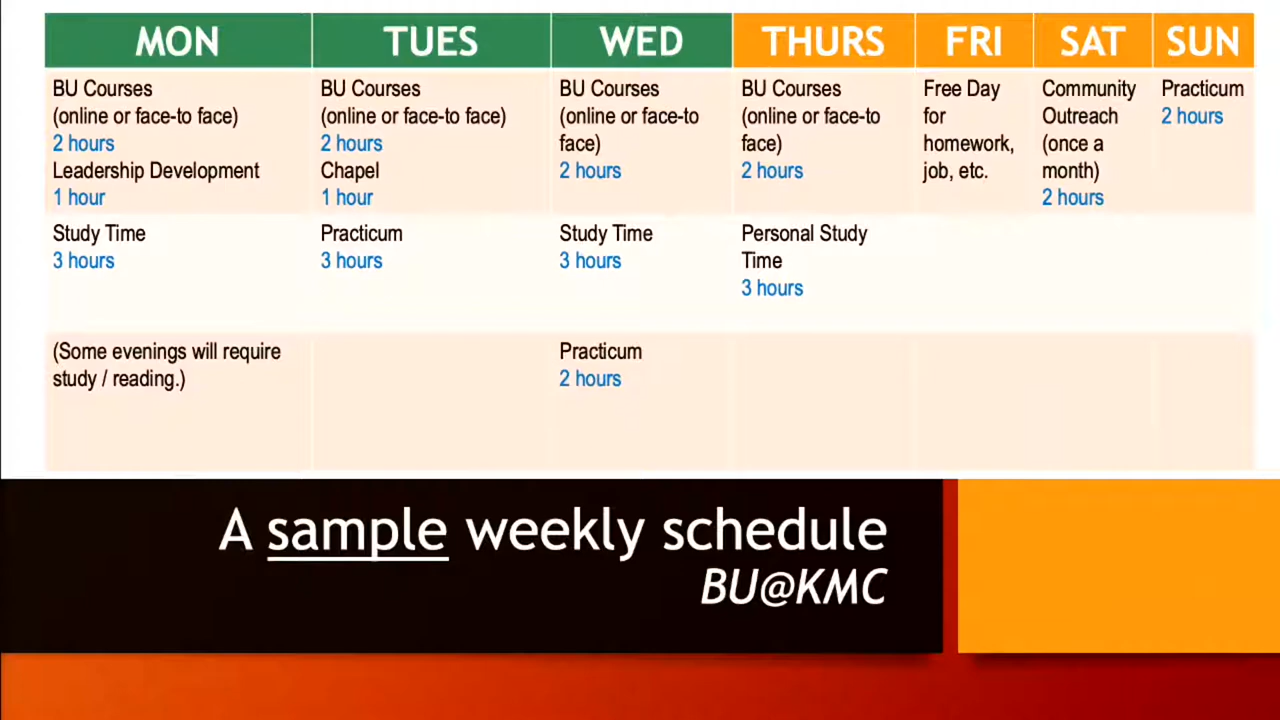 MON
TUES
WED
THURS
FRI
SAT
SUN
BU Courses
(online or face-to face)
2 hours
Leadership Development
1 hour
BU Courses
(online or face-to face)
2 hours
Chapel
1 hour
BU Courses
(online or face-to
face)
2 hours
BU Courses
(online or face-to
face)
2 hours
Free Day
for
homework,
job, etc.
Community
Outreach
(once a
month)
2 hours
Practicum
2 hours
Study Time
3 hours
Practicum
3 hours
Study Time
3 hours
Personal Study
Time
3 hours
(Some evenings will require
study / reading.)
Practicum
2 hours
A sample weekly schedule
BU@KMC